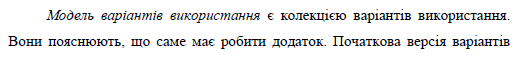 Модель варіантів використання є колекцією варіантів використання.
Вони пояснюють, що саме має робити додаток. Початкова версія варіантів